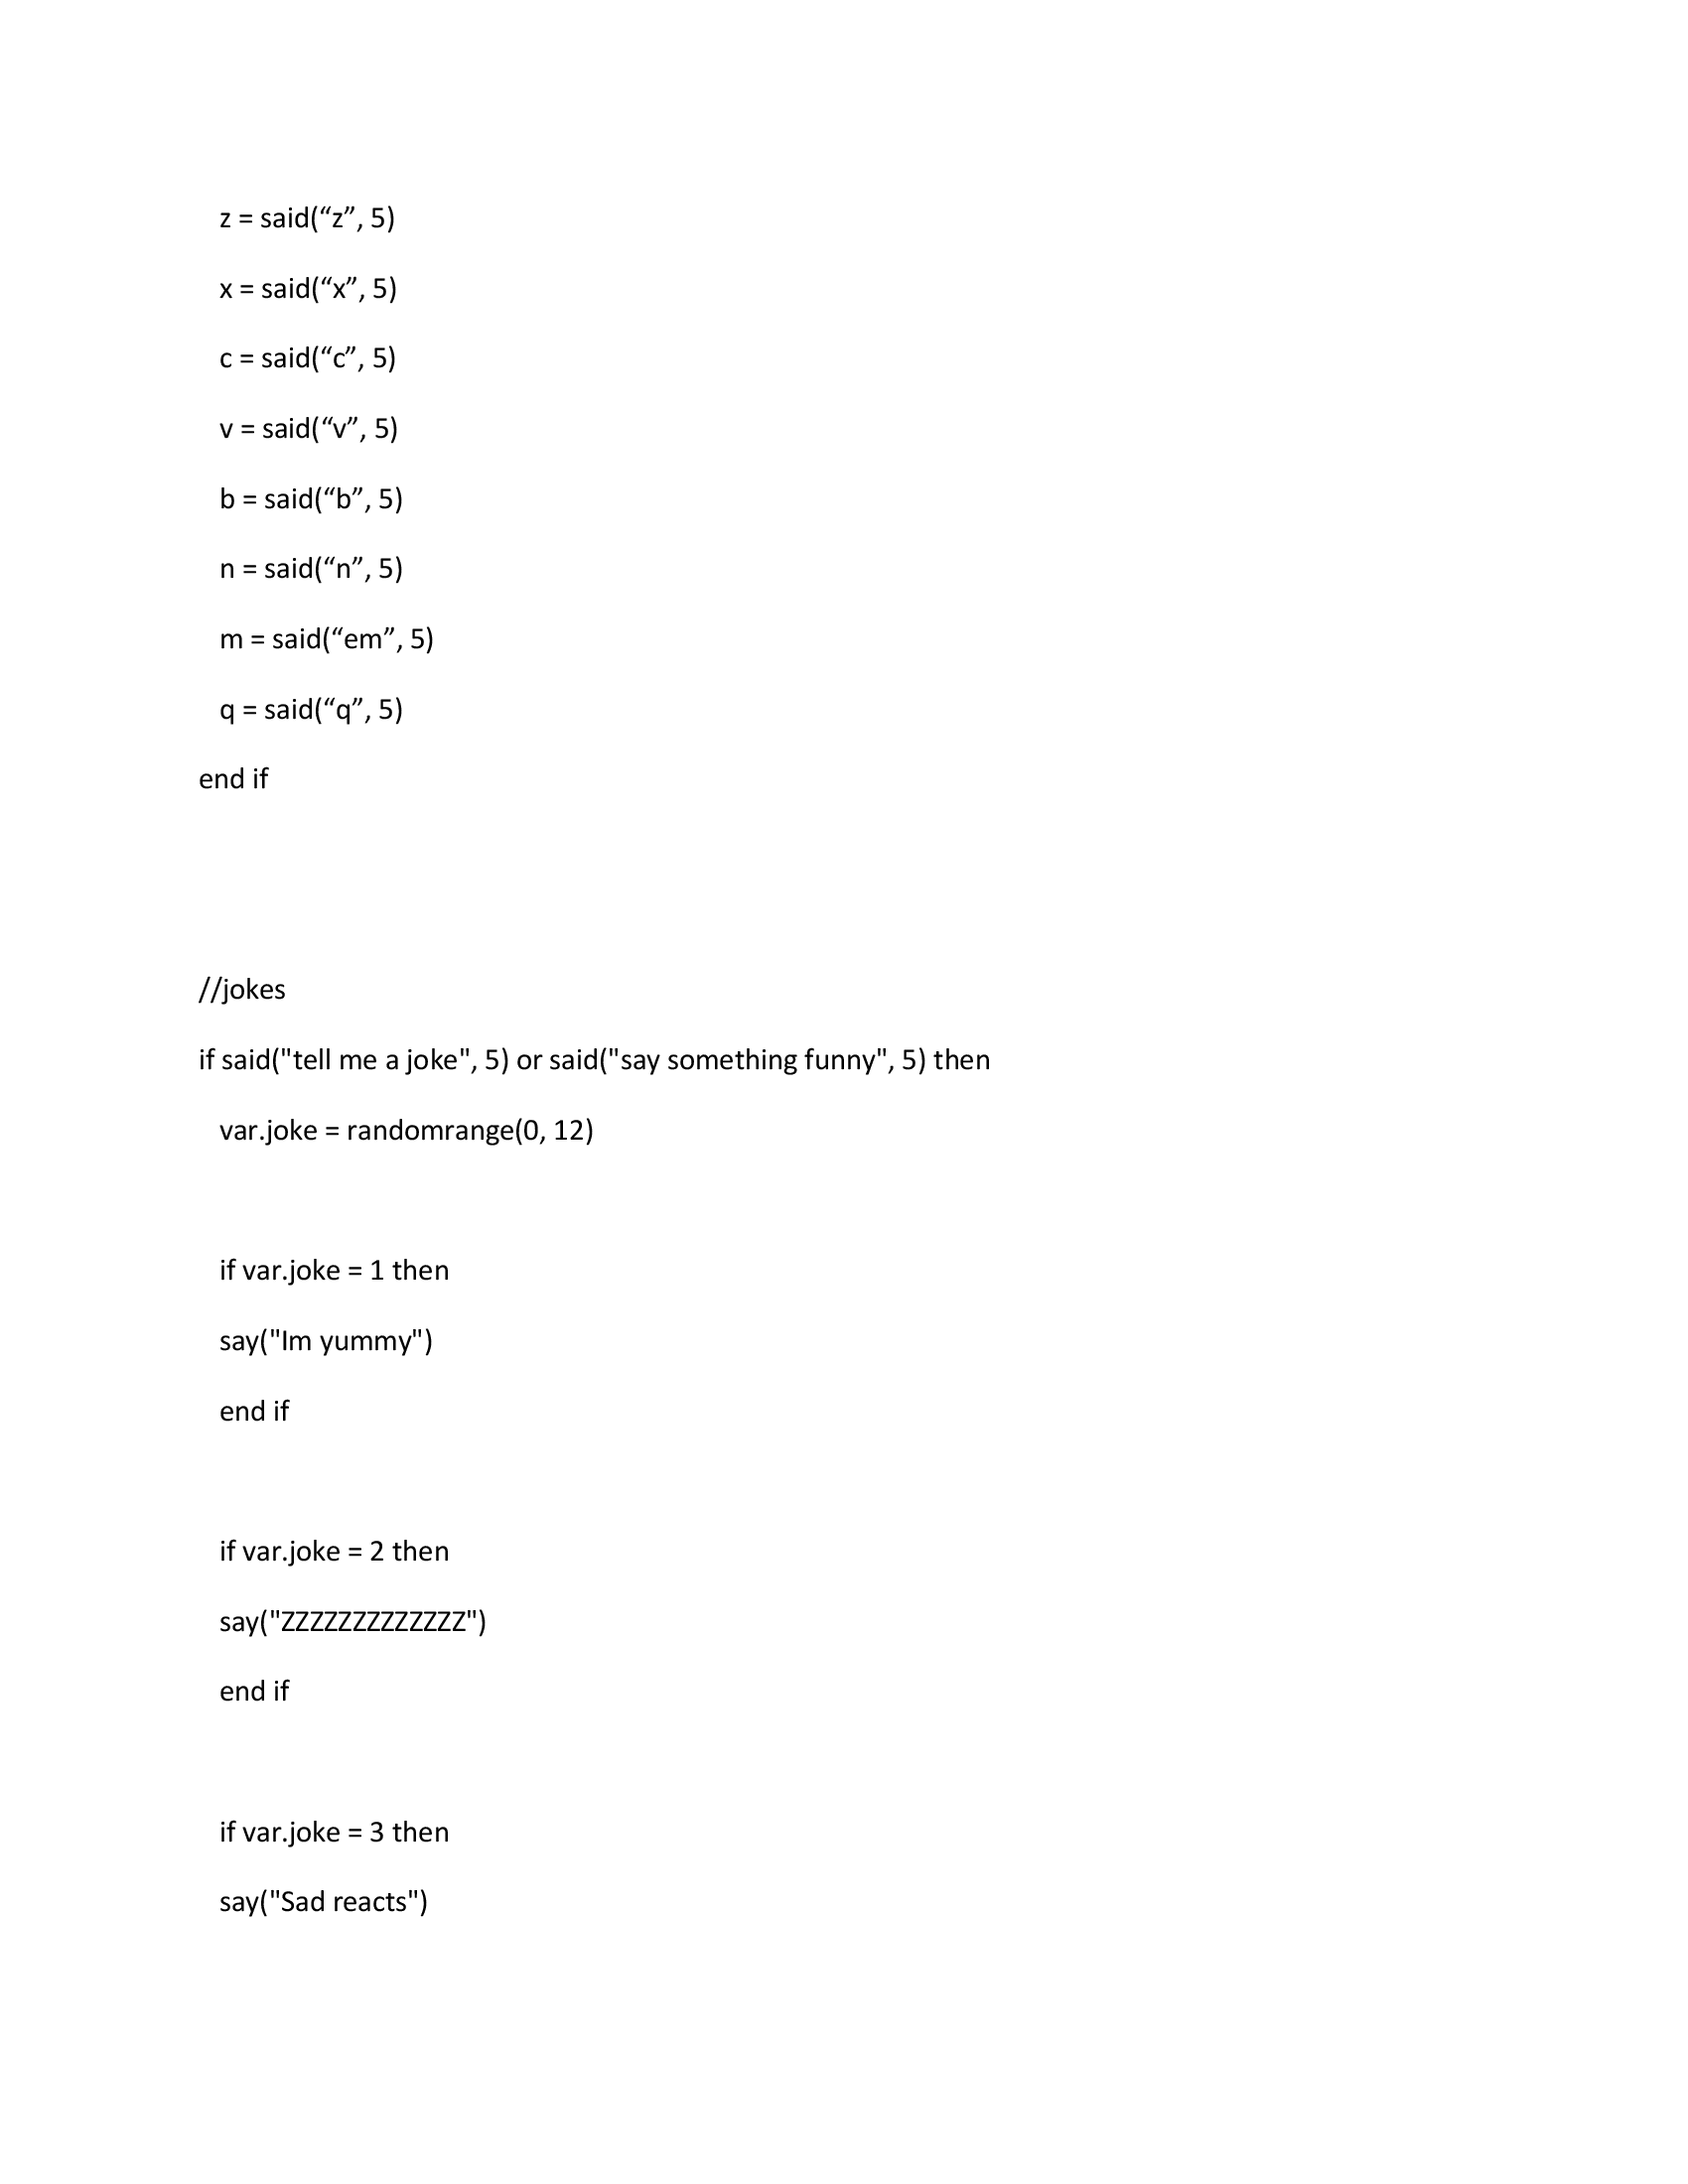 z = said(“z”, 5)
x = said(“x”, 5)
c = said(“c”, 5)
v = said(“v”, 5)
b = said(“b”, 5)
n = said(“n”, 5)
m = said(“em”, 5)
q = said(“q”, 5)
end if
//jokes
if said("tell me a joke", 5) or said("say something funny", 5) then
var.joke = randomrange(0, 12)
if var.joke = 1 then
say("Im yummy")
end if
if var.joke = 2 then
say("ZZZZZZZZZZZZZ")
end if
if var.joke = 3 then
say("Sad reacts")